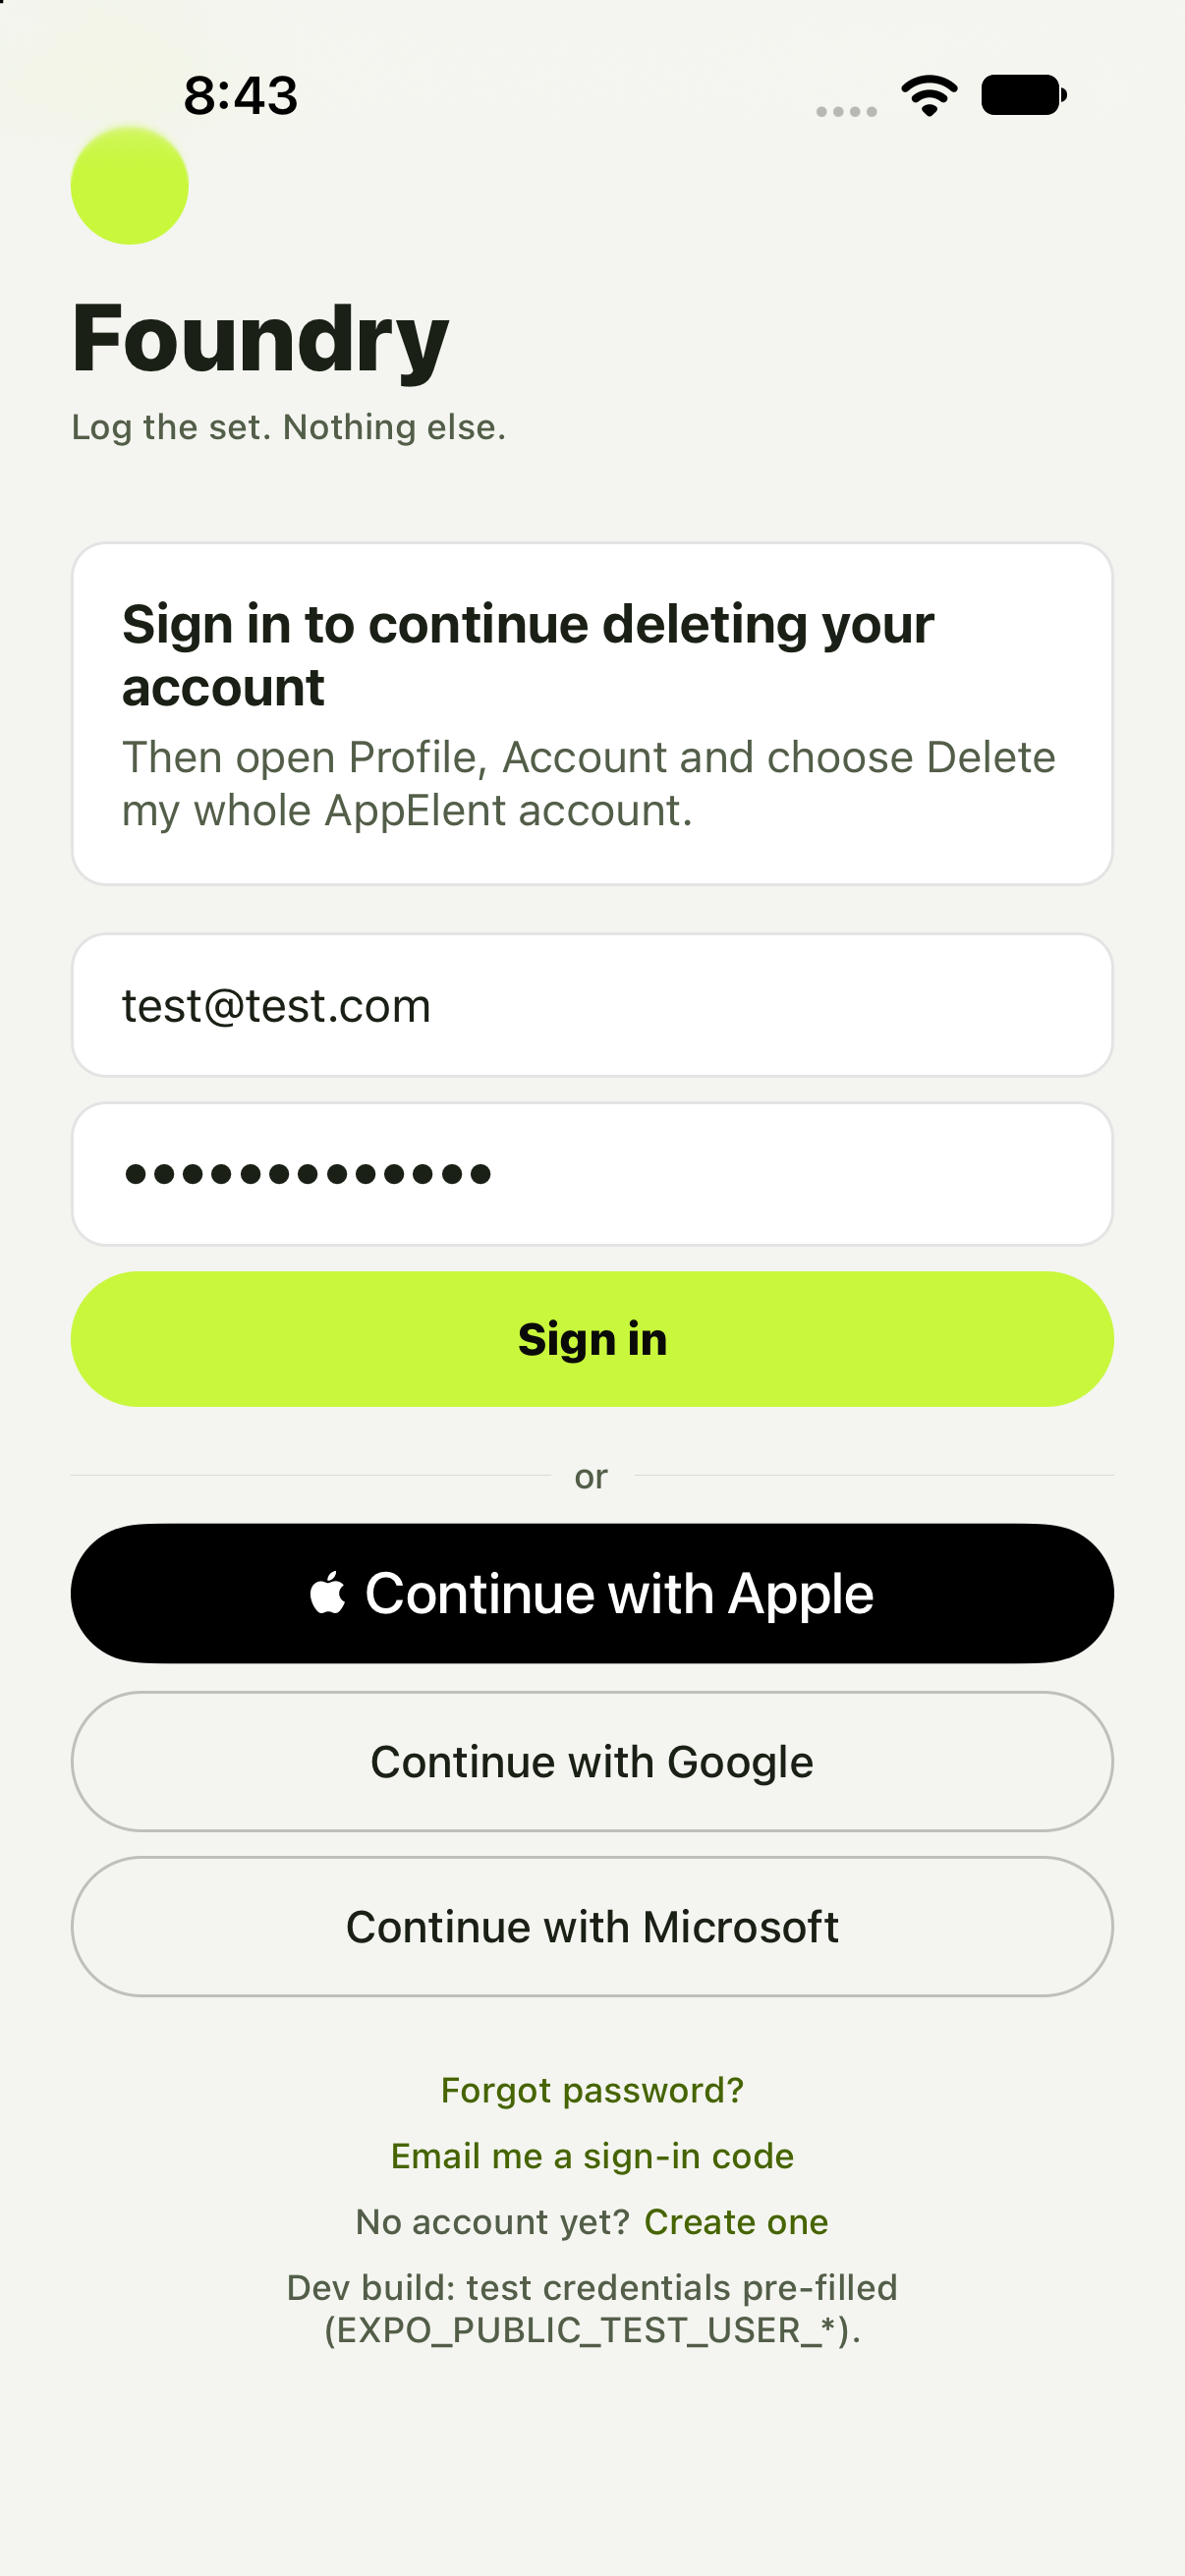 8:43
Foundry
Log the set. Nothing else.
Sign in to continue deleting your
account
Then open Profile, Account and choose Delete
my whole AppElent account.
test@test.com
•••••••••••••
Sign in
or
Continue with Apple
Continue with Google
Continue with Microsoft
Forgot password?
Email me a sign-in code
No account yet? Create one
Dev build: test credentials pre-filled
(EXPO_PUBLIC_TEST_USER_*).